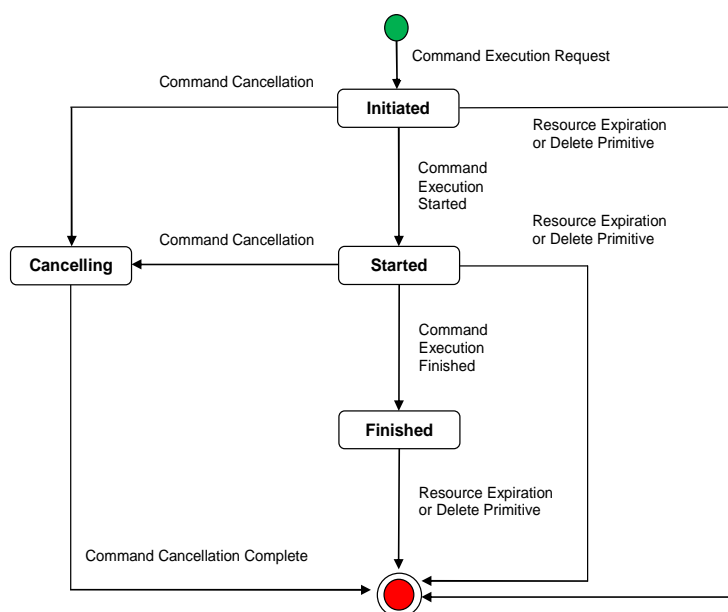 Command Execution Request
Command Cancellation
Initiated
Resource Expiration
or Delete Primitive
Command
Execution
Started
Resource Expiration
or Delete Primitive
Command Cancellation
Cancelling
Started
Command
Execution
Finished
Finished
Resource Expiration
or Delete Primitive
Command Cancellation Complete